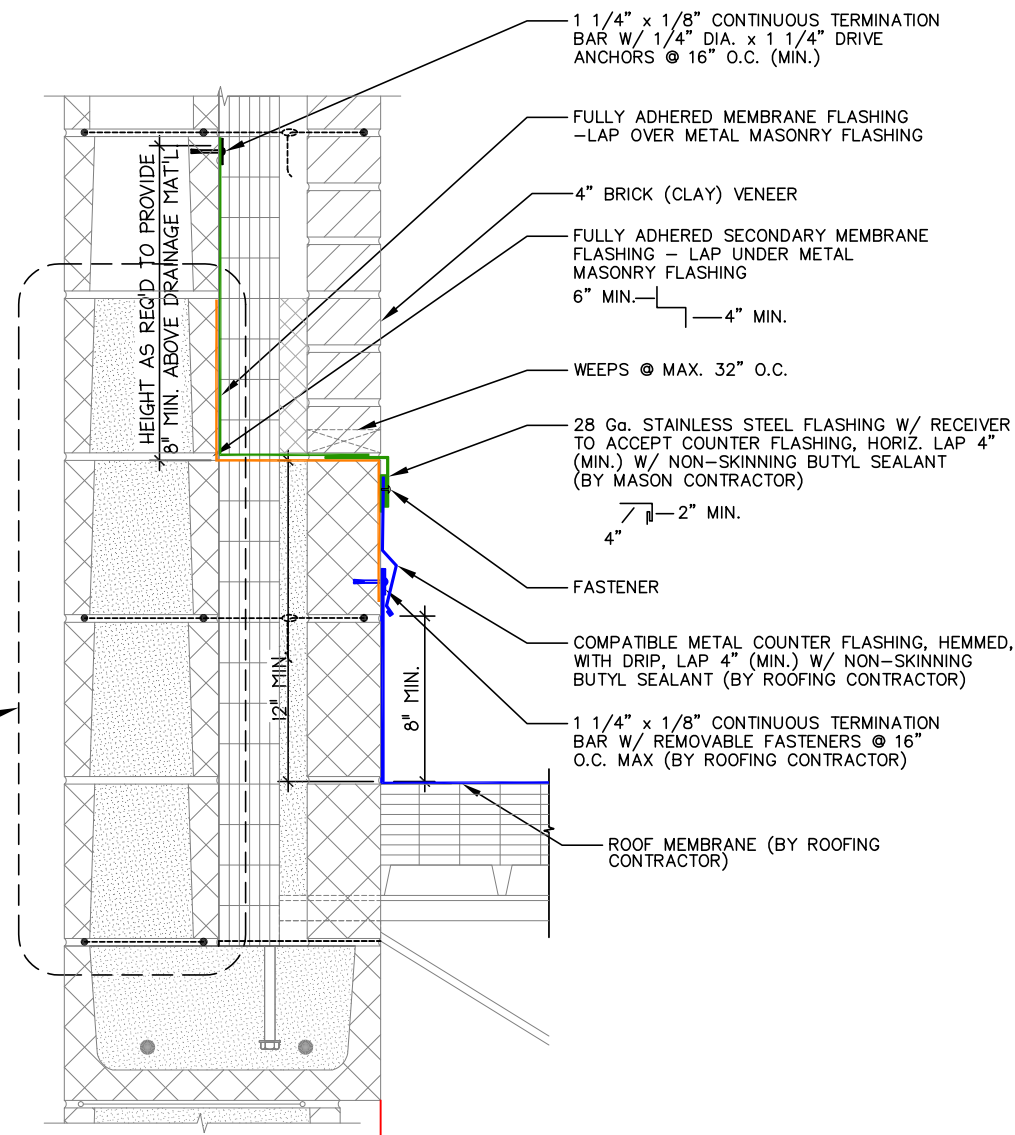 1 1/4" x 1/8" CONTINUOUS TERMINATION
BAR W/ 1/4" DIA. x 1 1/4" DRIVE
ANCHORS @ 16" O.C. (MIN.)
FULLY ADHERED MEMBRANE FLASHING
-LAP OVER METAL MASONRY FLASHING
4" BRICK (CLAY) VENEER
FULLY ADHERED SECONDARY MEMBRANE
FLASHING - LAP UNDER METAL
MASONRY FLASHING
6" MIN.
4" MIN.
WEEPS @ MAX. 32" O.C.
28 Ga. STAINLESS STEEL FLASHING W/ RECEIVER
TO ACCEPT COUNTER FLASHING, HORIZ. LAP 4"
(MIN.) W/ NON-SKINNING BUTYL SEALANT
(BY MASON CONTRACTOR)
2" MIN.
4"
FASTENER
COMPATIBLE METAL COUNTER FLASHING, HEMMED,
WITH DRIP, LAP 4" (MIN.) W/ NON-SKINNING
BUTYL SEALANT (BY ROOFING CONTRACTOR)
1 1/4" x 1/8" CONTINUOUS TERMINATION
BAR W/ REMOVABLE FASTENERS @ 16"
O.C. MAX (BY ROOFING CONTRACTOR)
ROOF MEMBRANE (BY ROOFING
CONTRACTOR)
HEIGHT AS REQ'D TO PROVIDE
8" MIN. ABOVE DRAINAGE MAT'L.
12" MIN.
8" MIN.